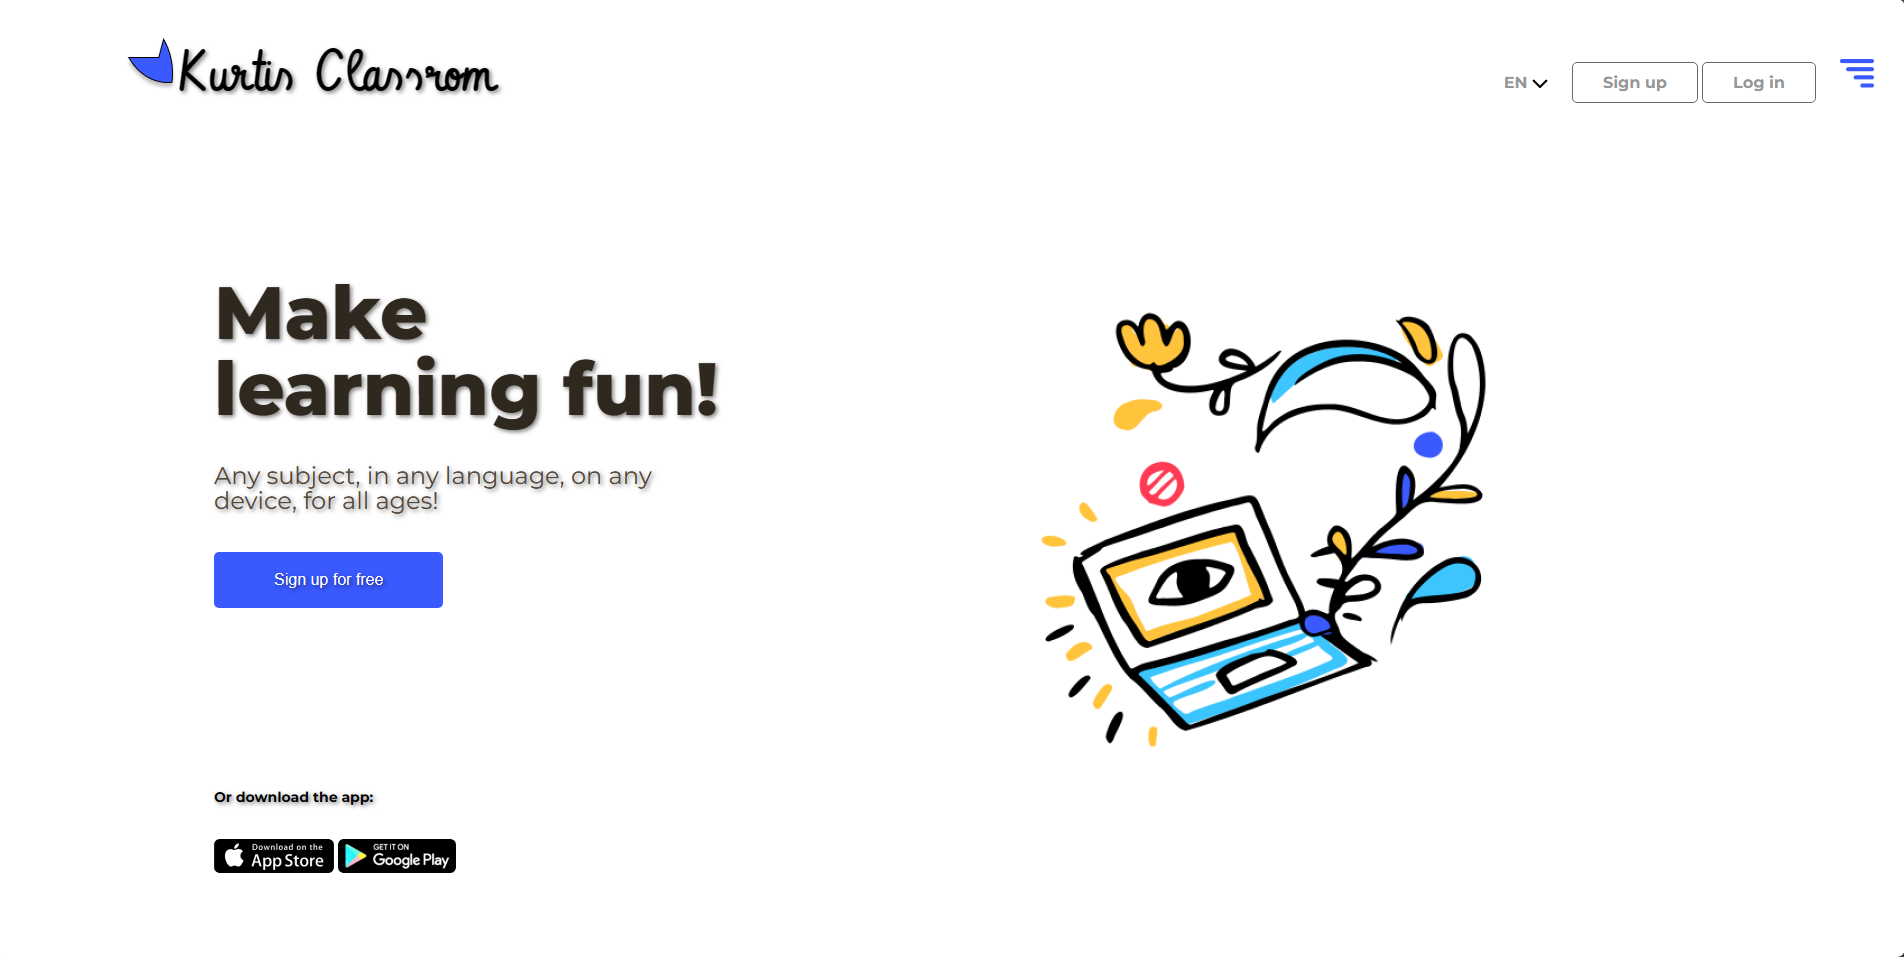 Kurtis Classrom
EN
Sign up
Log in
Make
learning fun!
Any subject, in any language, on any
device, for all ages!
Sign up for free
Or download the app:
Download on the
App Store
GET IT ON
Google Play